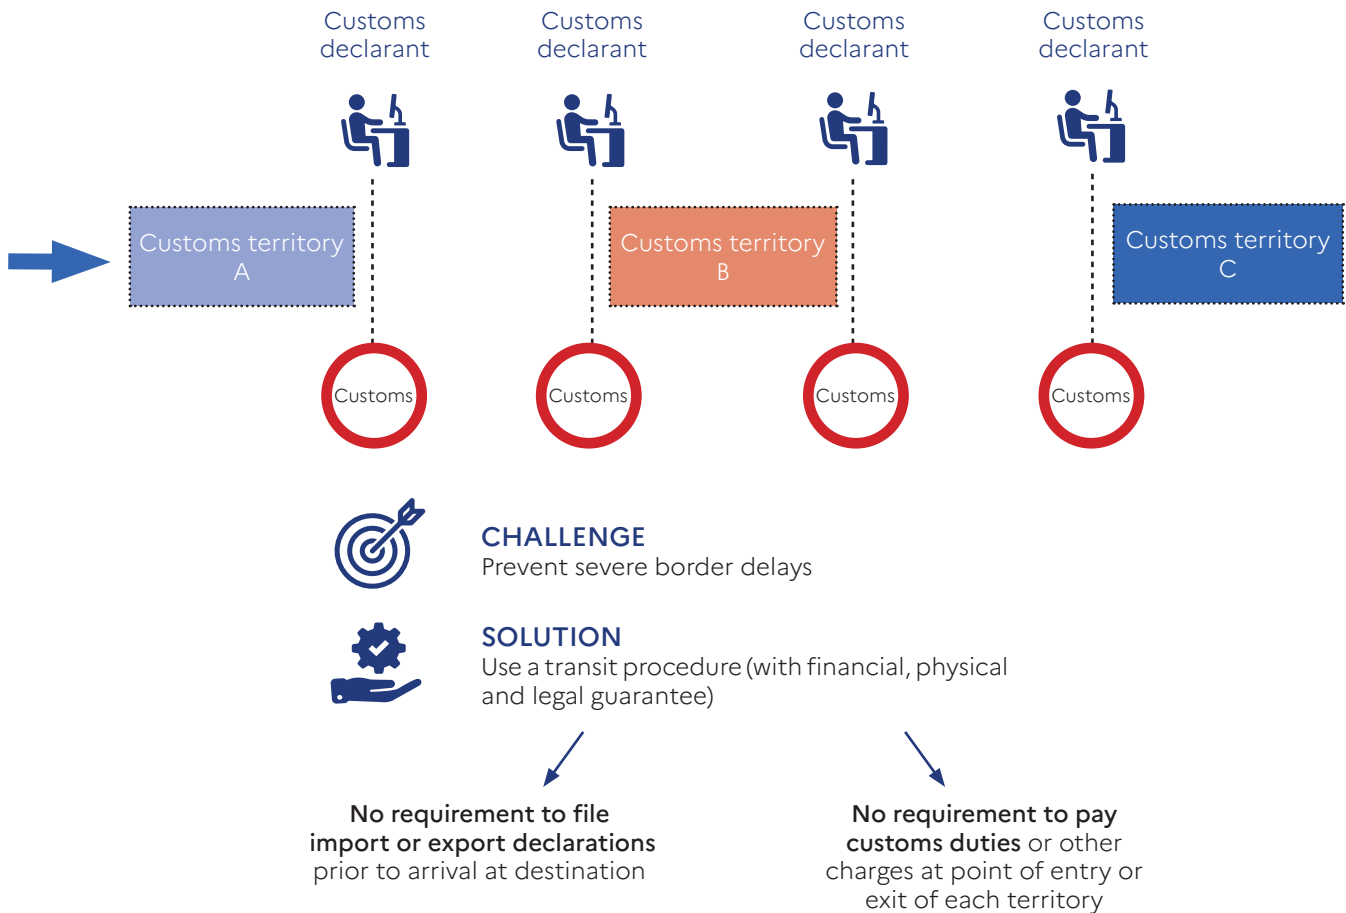 Customs
declarant
Customs
declarant
Customs
declarant
Customs
declarant
Customs territory
A
Customs territory
B
Customs territory
C
Customs
Customs
Customs
Customs
CHALLENGE
Prevent severe border delays
SOLUTION
Use a transit procedure (with financial, physical
and legal guarantee)
No requirement to file
import or export declarations
prior to arrival at destination
No requirement to pay
customs duties or other
charges at point of entry or
exit of each territory